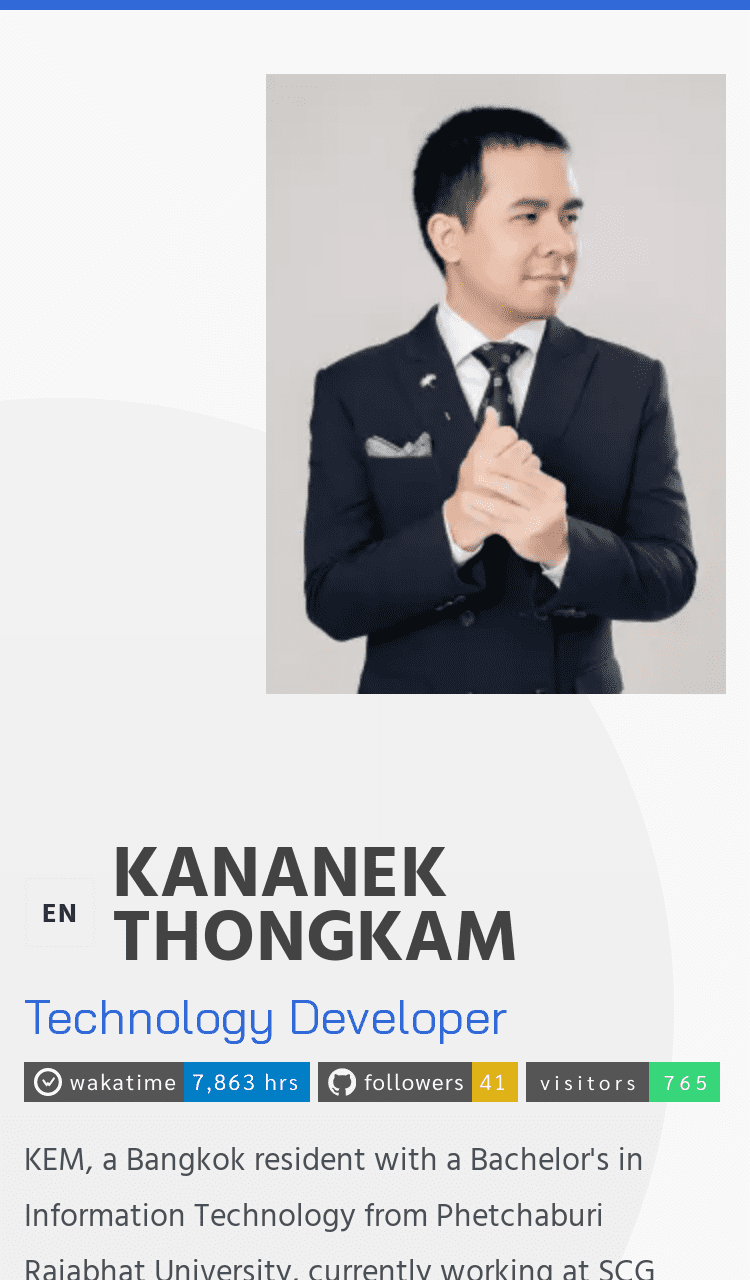 EN
KANANEK
THONGKAM
Technology Developer
wakatime 7,863 hrs followers 41 visitors 765
KEM, a Bangkok resident with a Bachelor's in
Information Technology from Phetchaburi
Rajabhat University, currently working at SCG